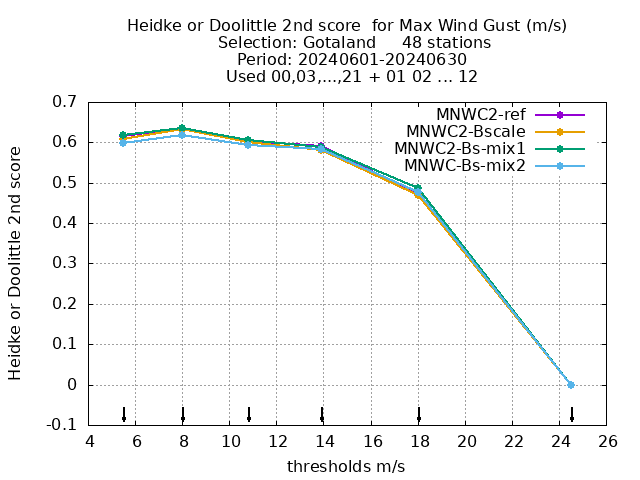 Heidke or Doolittle 2nd score  for Max Wind Gust (m/s)
Selection: Gotaland     48 stations
Period: 20240601-20240630
Used 00,03,...,21 + 01 02 ... 12
MNWC2-ref
MNWC2-Bscale
MNWC2-Bs-mix1
MNWC-Bs-mix2
Heidke or Doolittle 2nd score
0.7
0.6
0.5
0.4
0.3
0.2
0.1
0
-0.1
4 6 8 10 12 14 16 18 20 22 24 26
thresholds m/s